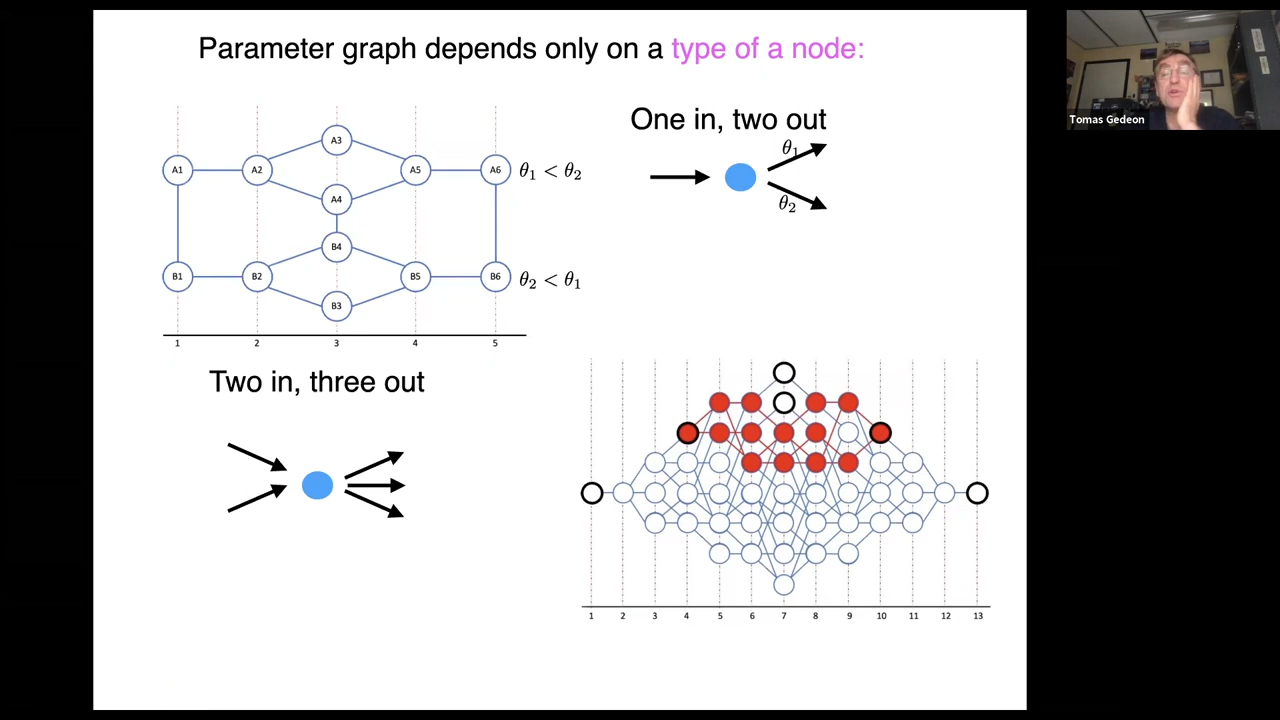 Parameter graph depends only on a type of a node:
Tomas Gedeon
One in, two out
θ₁
θ₂
A3
A1 A2 A5 A6 θ₁ < θ₂
A4
B4
B1 B2 B5 B6 θ₂ < θ₁
B3
1 2 3 4 5
Two in, three out
1 2 3 4 5 6 7 8 9 10 11 12 13